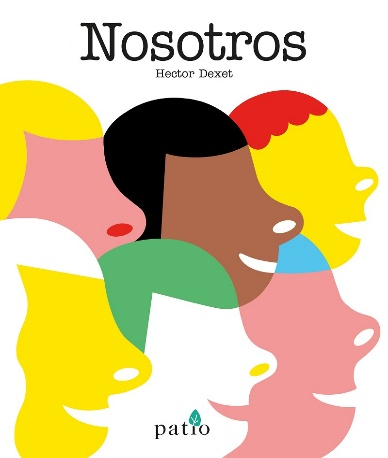 Nosotros
Hector Dexet
patio